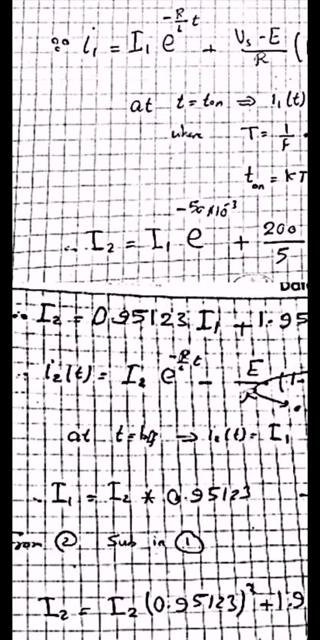 ∴ i₁ = I₁ e^(-R/L t) + (Vs - E)/R (
at t = ton ⇒ i₁(t)
where T = 1/f
ton = KT
∴ I₂ = I₁ e^(-50×10⁻³) + 200/5
Dat
∴ I₂ = 0.95123 I₁ + 1.95
i₂(t) = I₂ e^(-R/L t) - E/R (1-
at t = toff ⇒ i₂(t) = I₁
I₁ = I₂ * 0.95123
from ② Sub in ①
I₂ = I₂ (0.95123)² + 1.9